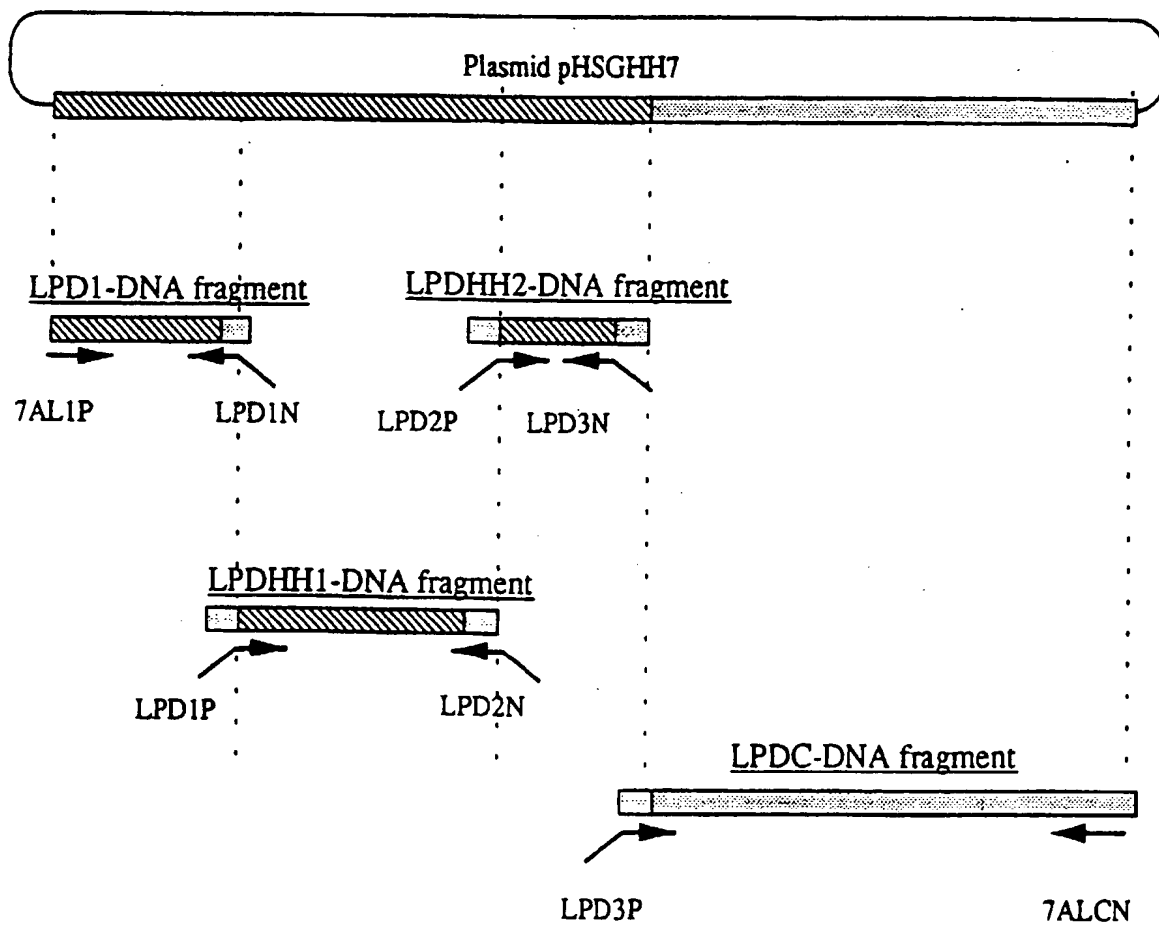 Plasmid pHSGHH7
LPD1-DNA fragment
LPDHH2-DNA fragment
7AL1P
LPD1N
LPD2P
LPD3N
LPDHH1-DNA fragment
LPD1P
LPD2N
LPDC-DNA fragment
LPD3P
7ALCN